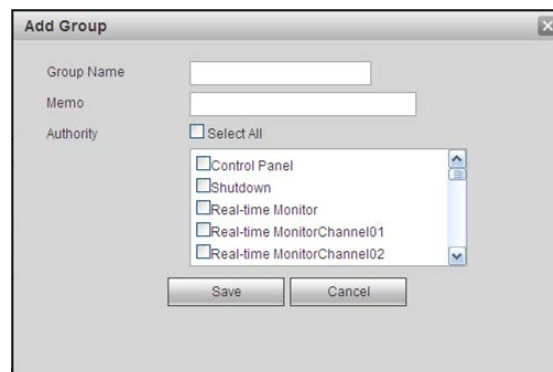 Add Group
Group Name
Memo
Authority
Select All
Control Panel
Shutdown
Real-time Monitor
Real-time MonitorChannel01
Real-time MonitorChannel02
Save Cancel